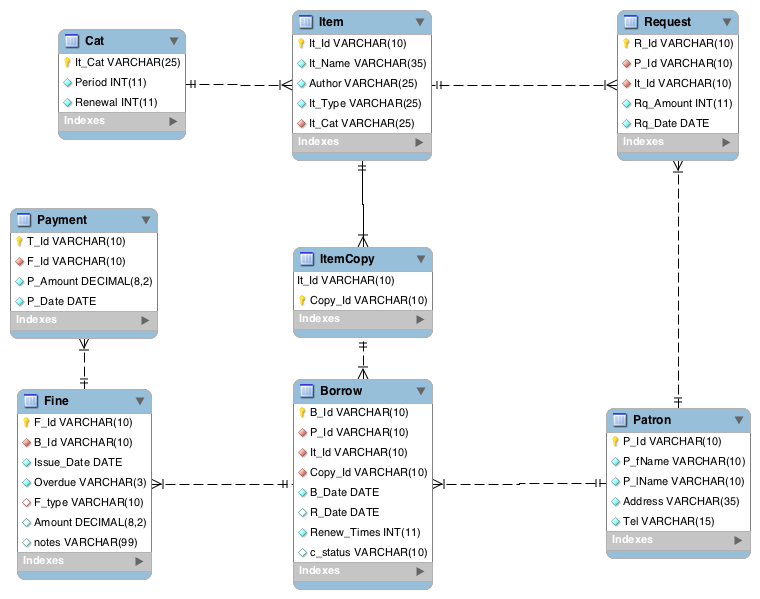 Cat
It_Cat VARCHAR(25)
Period INT(11)
Renewal INT(11)
Indexes
Item
It_Id VARCHAR(10)
It_Name VARCHAR(35)
Author VARCHAR(25)
It_Type VARCHAR(25)
It_Cat VARCHAR(25)
Indexes
Request
R_Id VARCHAR(10)
P_Id VARCHAR(10)
It_Id VARCHAR(10)
Rq_Amount INT(11)
Rq_Date DATE
Indexes
Payment
T_Id VARCHAR(10)
F_Id VARCHAR(10)
P_Amount DECIMAL(8,2)
P_Date DATE
Indexes
ItemCopy
It_Id VARCHAR(10)
Copy_Id VARCHAR(10)
Indexes
Fine
F_Id VARCHAR(10)
B_Id VARCHAR(10)
Issue_Date DATE
Overdue VARCHAR(3)
F_type VARCHAR(10)
Amount DECIMAL(8,2)
notes VARCHAR(99)
Indexes
Borrow
B_Id VARCHAR(10)
P_Id VARCHAR(10)
It_Id VARCHAR(10)
Copy_Id VARCHAR(10)
B_Date DATE
R_Date DATE
Renew_Times INT(11)
c_status VARCHAR(10)
Indexes
Patron
P_Id VARCHAR(10)
P_fName VARCHAR(10)
P_lName VARCHAR(10)
Address VARCHAR(35)
Tel VARCHAR(15)
Indexes